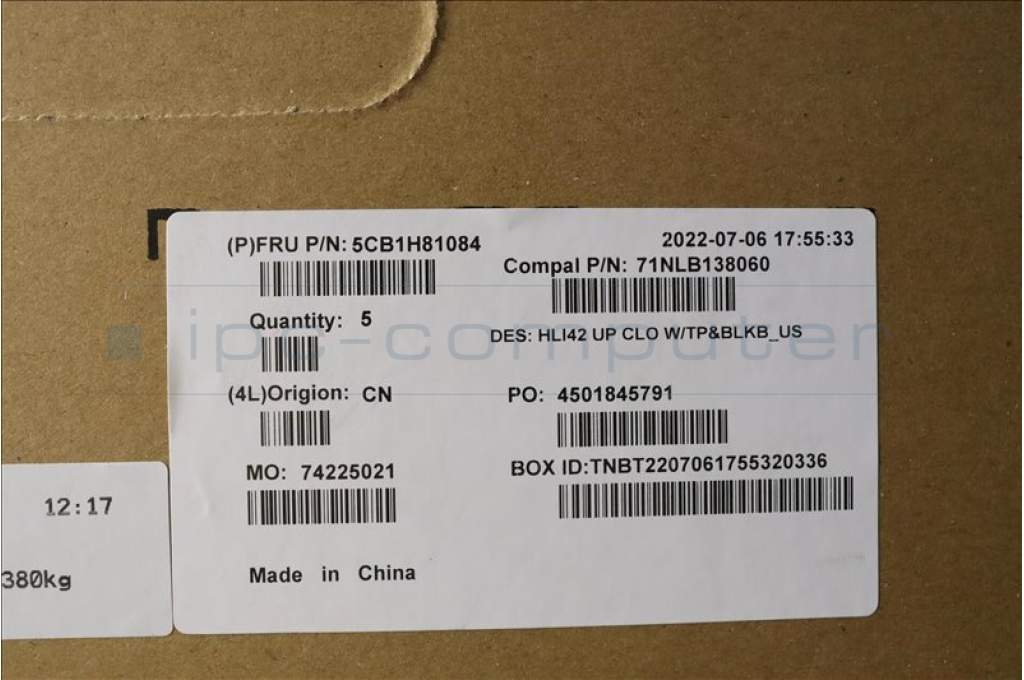 (P)FRU P/N: 5CB1H81084
2022-07-06 17:55:33
Compal P/N: 71NLB138060
Quantity: 5
DES: HLI42 UP CLO W/TP&BLKB_US
ipc-computer
(4L)Origion: CN
PO: 4501845791
MO: 74225021
BOX ID:TNBT2207061755320336
Made in China
12:17
380kg